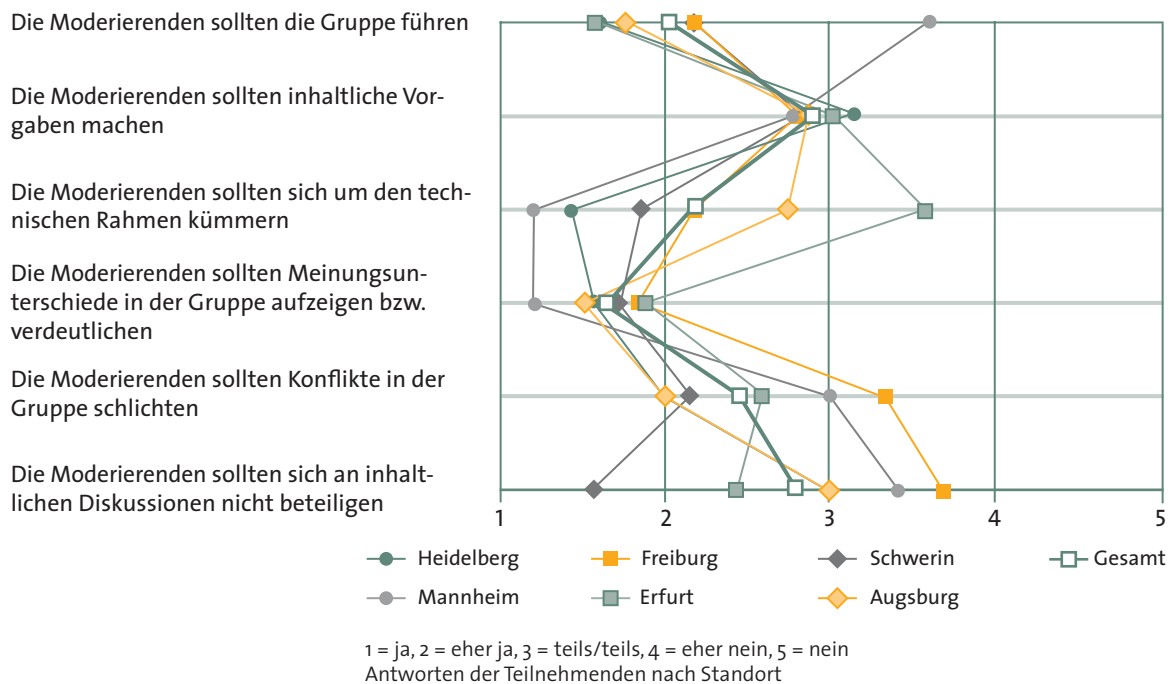 Die Moderierenden sollten die Gruppe führen
Die Moderierenden sollten inhaltliche Vor-
gaben machen
Die Moderierenden sollten sich um den tech-
nischen Rahmen kümmern
Die Moderierenden sollten Meinungsun-
terschiede in der Gruppe aufzeigen bzw.
verdeutlichen
Die Moderierenden sollten Konflikte in der
Gruppe schlichten
Die Moderierenden sollten sich an inhalt-
lichen Diskussionen nicht beteiligen
1 2 3 4 5
Heidelberg Freiburg Schwerin Gesamt
Mannheim Erfurt Augsburg
1 = ja, 2 = eher ja, 3 = teils/teils, 4 = eher nein, 5 = nein
Antworten der Teilnehmenden nach Standort